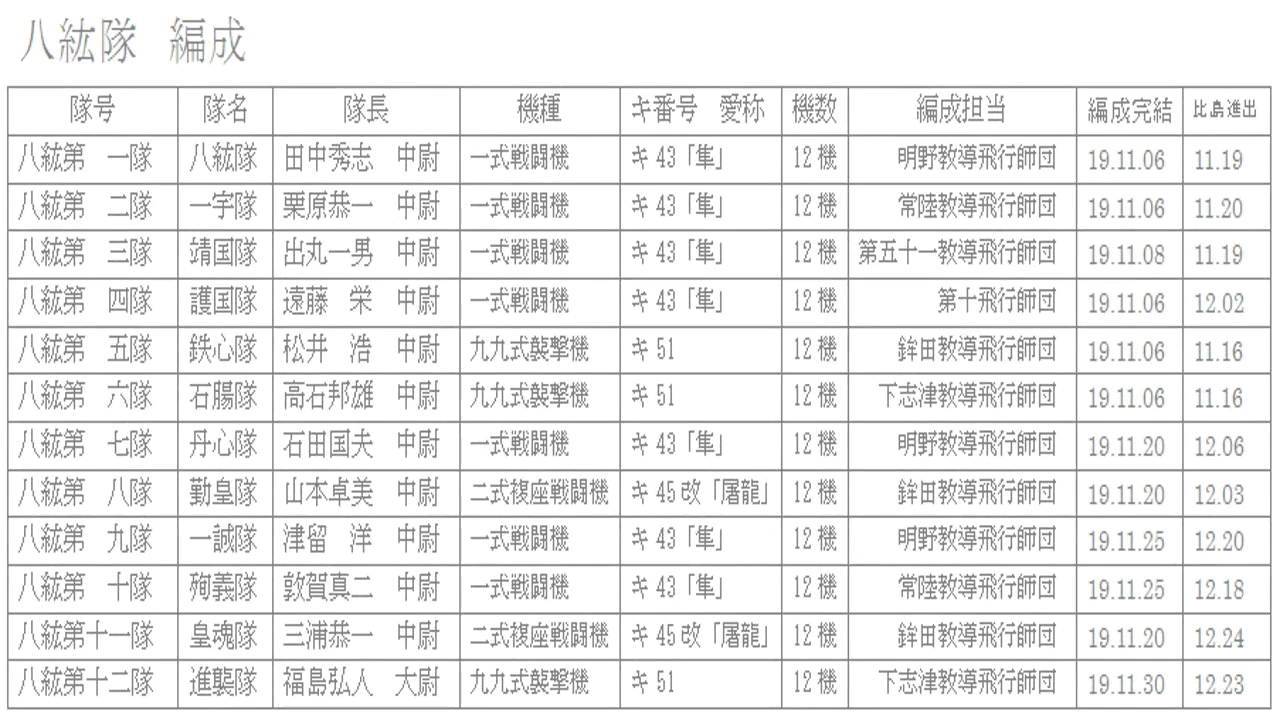 八紘隊　編成
隊号 隊名 隊長 機種 キ番号　愛称 機数 編成担当 編成完結 比島進出
八紘第　一隊 八紘隊 田中秀志　中尉 一式戦闘機 キ43「隼」 12機 明野教導飛行師団 19.11.06 11.19
八紘第　二隊 一宇隊 栗原恭一　中尉 一式戦闘機 キ43「隼」 12機 常陸教導飛行師団 19.11.06 11.20
八紘第　三隊 靖国隊 出丸一男　中尉 一式戦闘機 キ43「隼」 12機 第五十一教導飛行師団 19.11.08 11.19
八紘第　四隊 護国隊 遠藤　栄　中尉 一式戦闘機 キ43「隼」 12機 第十飛行師団 19.11.06 12.02
八紘第　五隊 鉄心隊 松井　浩　中尉 九九式襲撃機 キ51 12機 鉾田教導飛行師団 19.11.06 11.16
八紘第　六隊 石腸隊 高石邦雄　中尉 九九式襲撃機 キ51 12機 下志津教導飛行師団 19.11.06 11.16
八紘第　七隊 丹心隊 石田国夫　中尉 一式戦闘機 キ43「隼」 12機 明野教導飛行師団 19.11.20 12.06
八紘第　八隊 勤皇隊 山本卓美　中尉 二式複座戦闘機 キ45改「屠龍」 12機 鉾田教導飛行師団 19.11.20 12.03
八紘第　九隊 一誠隊 津留　洋　中尉 一式戦闘機 キ43「隼」 12機 明野教導飛行師団 19.11.25 12.20
八紘第　十隊 殉義隊 敦賀真二　中尉 一式戦闘機 キ43「隼」 12機 常陸教導飛行師団 19.11.25 12.18
八紘第十一隊 皇魂隊 三浦恭一　中尉 二式複座戦闘機 キ45改「屠龍」 12機 鉾田教導飛行師団 19.11.20 12.24
八紘第十二隊 進襲隊 福島弘人　大尉 九九式襲撃機 キ51 12機 下志津教導飛行師団 19.11.30 12.23